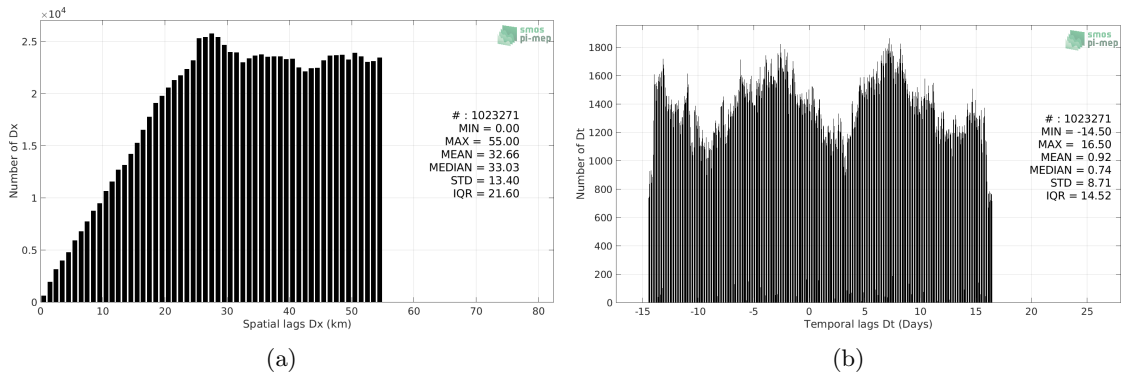 ×10⁴
2.5
2
1.5
1
0.5
0
Number of Dx
smos
pi-mep
# : 1023271
MIN = 0.00
MAX = 55.00
MEAN = 32.66
MEDIAN = 33.03
STD = 13.40
IQR = 21.60
0 10 20 30 40 50 60 70 80
Spatial lags Dx (km)
(a)
1800
1600
1400
1200
1000
800
600
400
200
0
Number of Dt
smos
pi-mep
# : 1023271
MIN = -14.50
MAX = 16.50
MEAN = 0.92
MEDIAN = 0.74
STD = 8.71
IQR = 14.52
-15 -10 -5 0 5 10 15 20 25
Temporal lags Dt (Days)
(b)